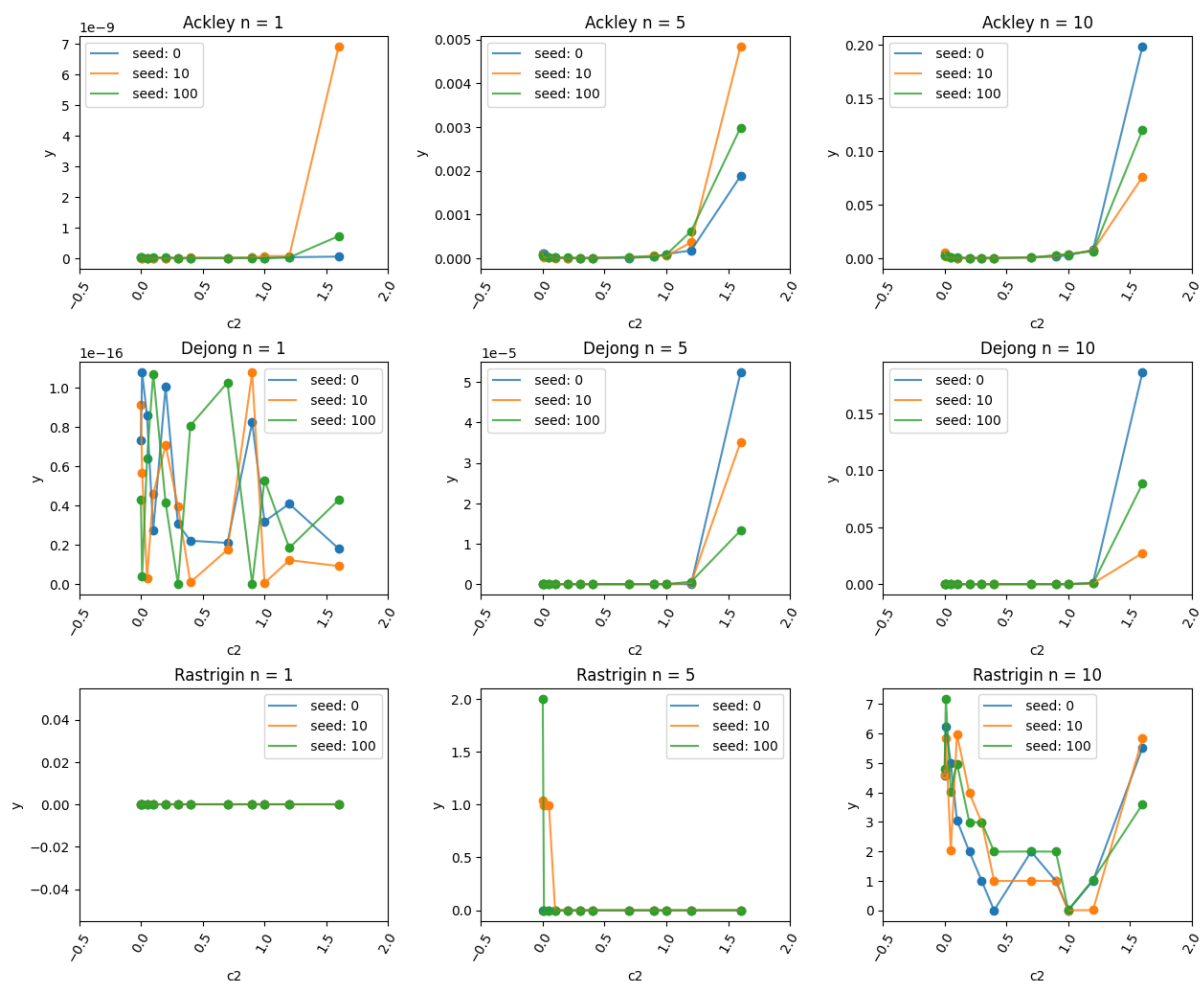 Ackley n = 1
1e−9
seed: 0
seed: 10
seed: 100
7
6
5
4
3
2
1
0
y
−0.5
0.0
0.5
1.0
1.5
2.0
c2
Ackley n = 5
seed: 0
seed: 10
seed: 100
0.005
0.004
0.003
0.002
0.001
0.000
y
−0.5
0.0
0.5
1.0
1.5
2.0
c2
Ackley n = 10
seed: 0
seed: 10
seed: 100
0.20
0.15
0.10
0.05
0.00
y
−0.5
0.0
0.5
1.0
1.5
2.0
c2
Dejong n = 1
1e−16
seed: 0
seed: 10
seed: 100
1.0
0.8
0.6
0.4
0.2
0.0
y
−0.5
0.0
0.5
1.0
1.5
2.0
c2
Dejong n = 5
1e−5
seed: 0
seed: 10
seed: 100
5
4
3
2
1
0
y
−0.5
0.0
0.5
1.0
1.5
2.0
c2
Dejong n = 10
seed: 0
seed: 10
seed: 100
0.15
0.10
0.05
0.00
y
−0.5
0.0
0.5
1.0
1.5
2.0
c2
Rastrigin n = 1
seed: 0
seed: 10
seed: 100
0.04
0.02
0.00
−0.02
−0.04
y
−0.5
0.0
0.5
1.0
1.5
2.0
c2
Rastrigin n = 5
seed: 0
seed: 10
seed: 100
2.0
1.5
1.0
0.5
0.0
y
−0.5
0.0
0.5
1.0
1.5
2.0
c2
Rastrigin n = 10
seed: 0
seed: 10
seed: 100
7
6
5
4
3
2
1
0
y
−0.5
0.0
0.5
1.0
1.5
2.0
c2